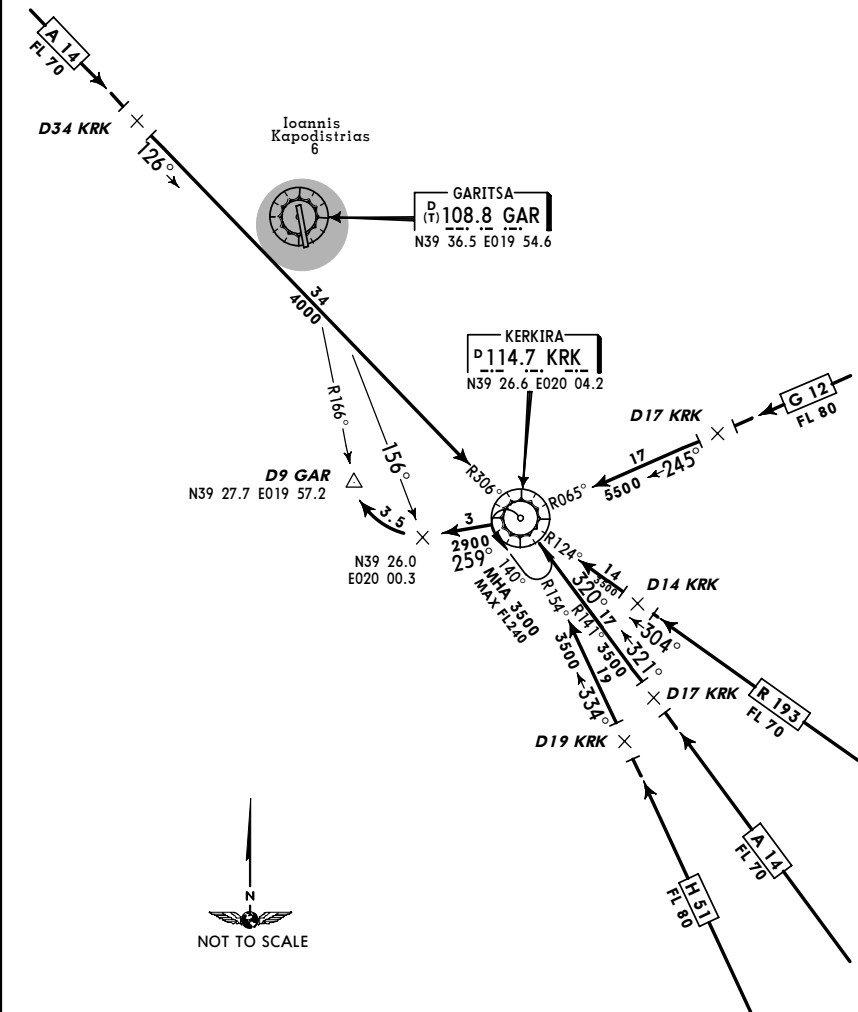 A 14
FL 70
D34 KRK
126°
Ioannis
Kapodistrias
6
GARITSA
D
(T) 108.8 GAR
N39 36.5 E019 54.6
34
4000
KERKIRA
D 114.7 KRK
N39 26.6 E020 04.2
G 12
FL 80
D17 KRK
17
245°
5500
R065°
R166°
156°
R306°
D9 GAR
N39 27.7 E019 57.2
3.5
N39 26.0
E020 00.3
3
2900
259°
140°
MHA 3500
MAX FL240
R124°
14
3500
D14 KRK
304°
R 193
FL 70
320°
17
R141°
3500
321°
D17 KRK
A 14
FL 70
R154°
3500
19
334°
D19 KRK
H 51
FL 80
N
NOT TO SCALE